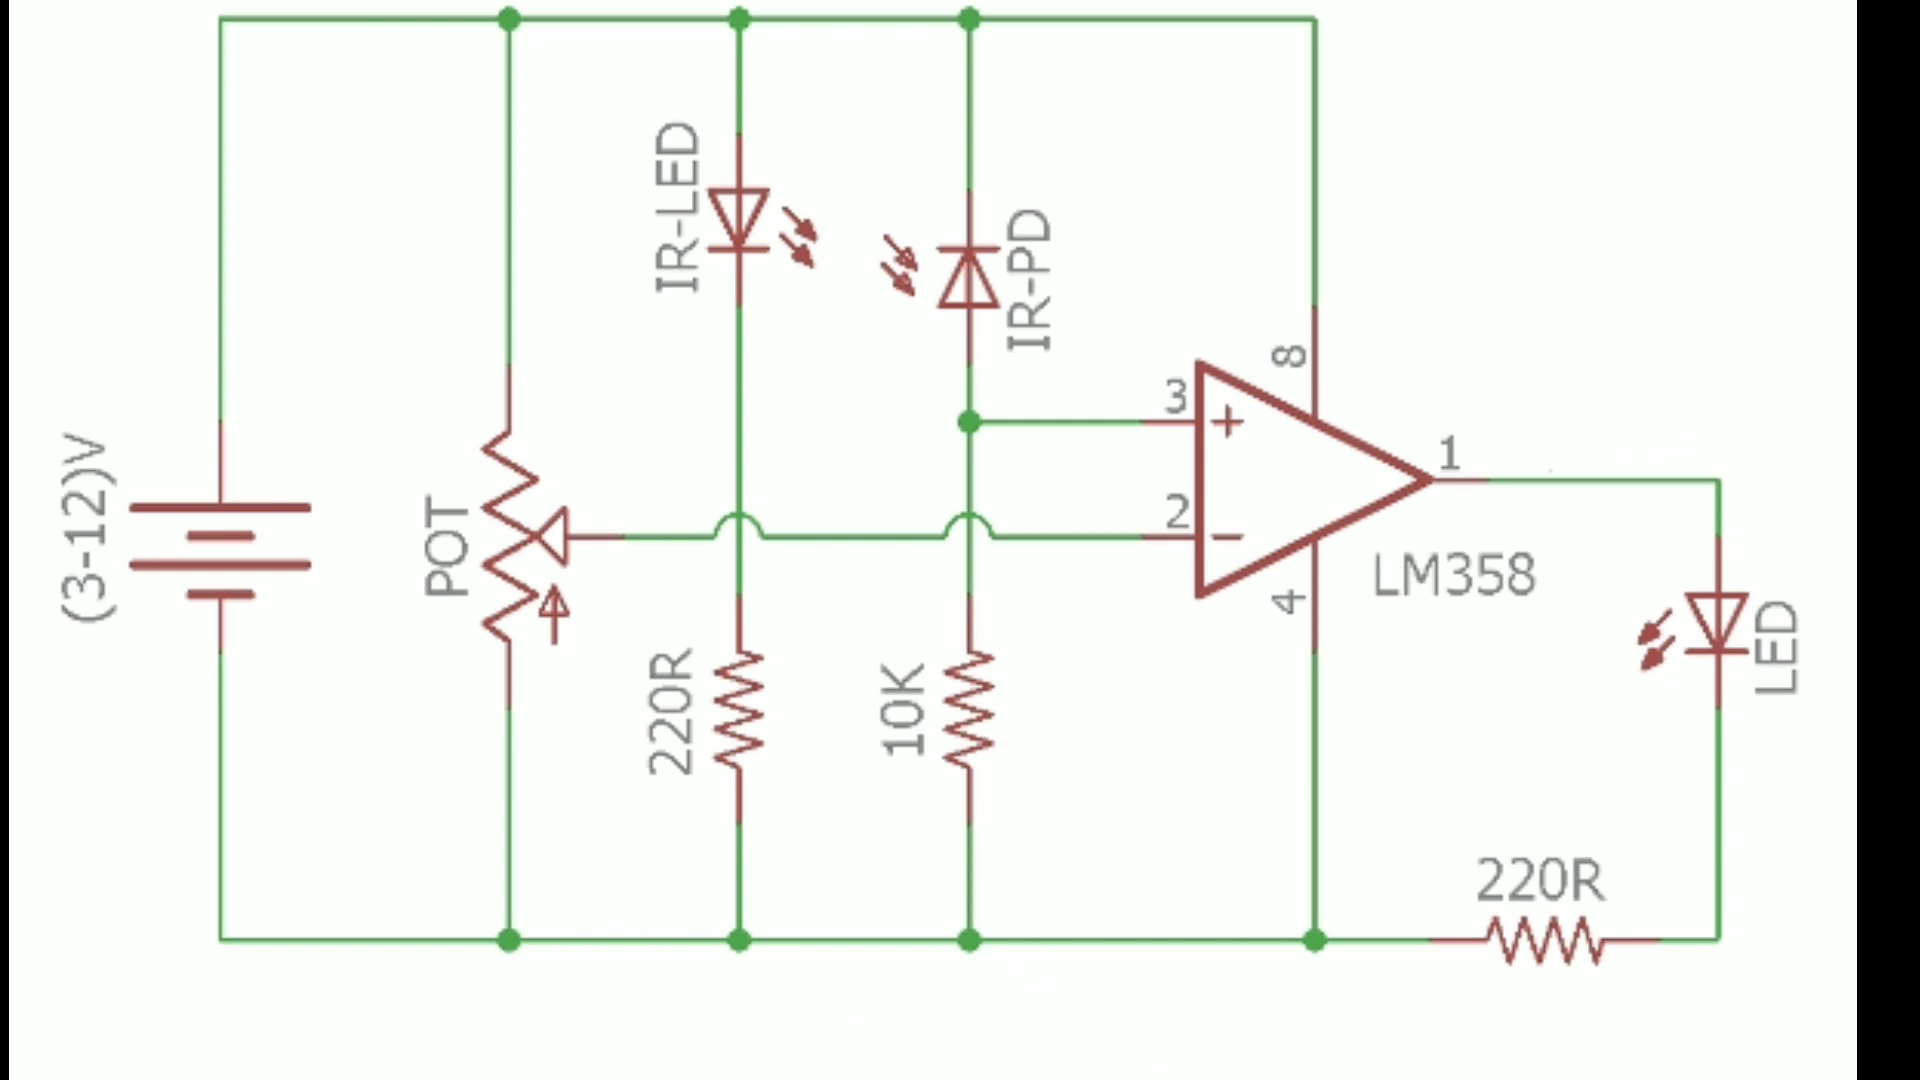 (3-12)V
POT
IR-LED
IR-PD
220R
10K
3
+
2
−
8
4
1
LM358
LED
220R